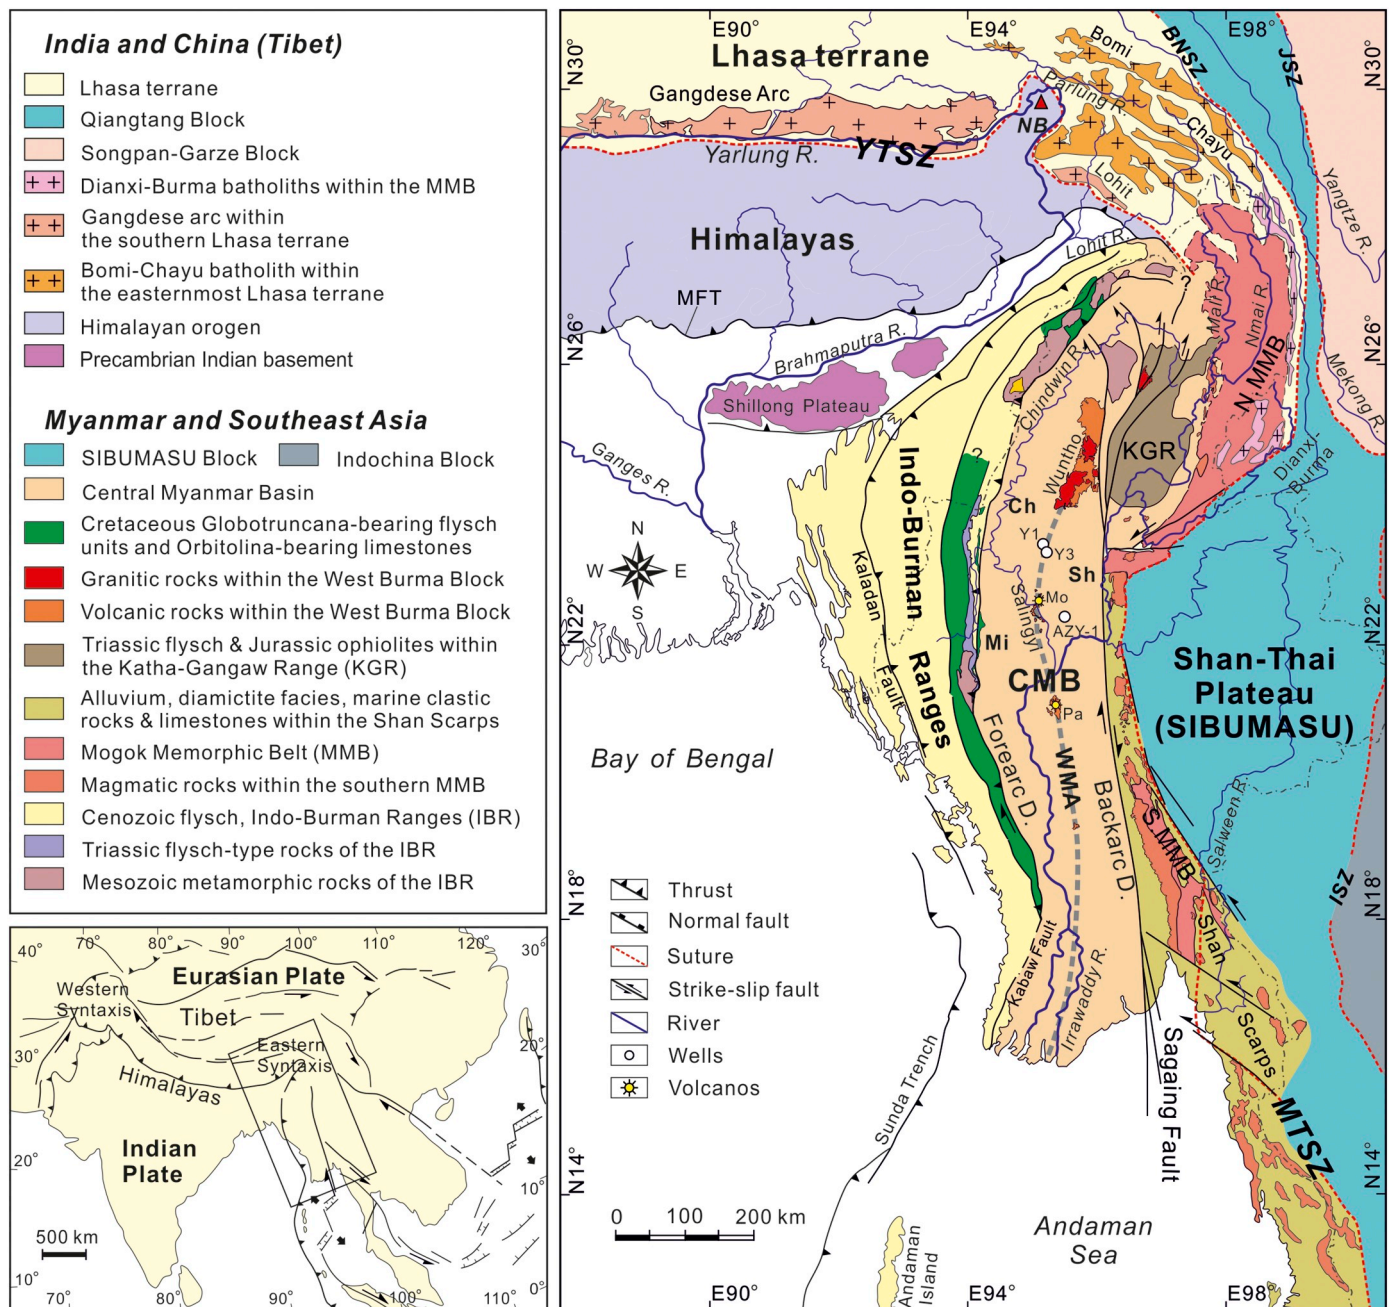 India and China (Tibet)
Lhasa terrane
Qiangtang Block
Songpan-Garze Block
Dianxi-Burma batholiths within the MMB
Gangdese arc within
the southern Lhasa terrane
Bomi-Chayu batholith within
the easternmost Lhasa terrane
Himalayan orogen
Precambrian Indian basement
Myanmar and Southeast Asia
SIBUMASU Block
Indochina Block
Central Myanmar Basin
Cretaceous Globotruncana-bearing flysch
units and Orbitolina-bearing limestones
Granitic rocks within the West Burma Block
Volcanic rocks within the West Burma Block
Triassic flysch & Jurassic ophiolites within
the Katha-Gangaw Range (KGR)
Alluvium, diamictite facies, marine clastic
rocks & limestones within the Shan Scarps
Mogok Memorphic Belt (MMB)
Magmatic rocks within the southern MMB
Cenozoic flysch, Indo-Burman Ranges (IBR)
Triassic flysch-type rocks of the IBR
Mesozoic metamorphic rocks of the IBR
40°
70°
80°
90°
100°
110°
120°
30°
Eurasian Plate
Western
Syntaxis
Tibet
Eastern
Syntaxis
20°
30°
Himalayas
Indian
Plate
20°
10°
500 km
10°
0°
70°
80°
90°
100°
110°
E90°
E94°
E98°
N30°
N30°
Lhasa terrane
Bomi
BNSZ
JSZ
Gangdese Arc
Parlung R.
NB
Chayu
Yarlung R.
YTSZ
Lohit
Yangtze R.
Himalayas
Lohit R.
?
MFT
Mali R.
Nmai R.
N26°
N26°
Brahmaputra R.
Chindwin R.
N.MMB
Mekong R.
Shillong Plateau
KGR
Wuntho
Ganges R.
Indo-Burman
Ranges
?
Dianxi-
Burma
Ch
Y1
Y3
N
W
E
S
Kaladan
Fault
Sh
Mo
Salingyi
AZY-1
N22°
N22°
Mi
Shan-Thai
Plateau
(SIBUMASU)
CMB
Pa
Bay of Bengal
Forearc D.
WMA
Backarc D.
S.MMB
Salween R.
ISZ
N18°
N18°
Thrust
Normal fault
Suture
Strike-slip fault
River
Wells
Volcanos
Kabaw Fault
Irrawaddy R.
Shan
Scarps
Sagaing Fault
Sunda Trench
MTSZ
N14°
N14°
0
100
200 km
Andaman
Sea
Andaman
Island
E90°
E94°
E98°